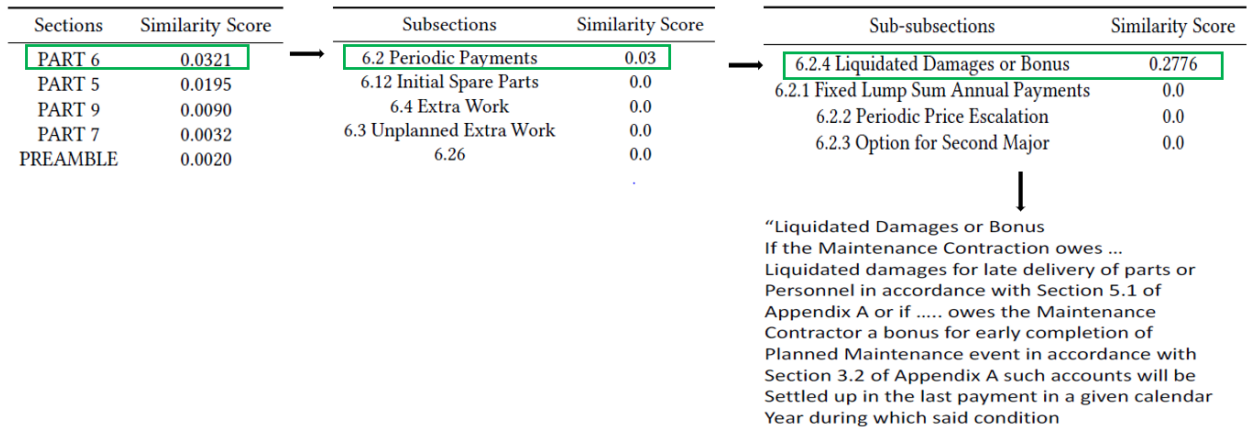 Sections Similarity Score
PART 6 0.0321
PART 5 0.0195
PART 9 0.0090
PART 7 0.0032
PREAMBLE 0.0020
Subsections Similarity Score
6.2 Periodic Payments 0.03
6.12 Initial Spare Parts 0.0
6.4 Extra Work 0.0
6.3 Unplanned Extra Work 0.0
6.26 0.0
Sub-subsections Similarity Score
6.2.4 Liquidated Damages or Bonus 0.2776
6.2.1 Fixed Lump Sum Annual Payments 0.0
6.2.2 Periodic Price Escalation 0.0
6.2.3 Option for Second Major 0.0
“Liquidated Damages or Bonus
If the Maintenance Contraction owes ...
Liquidated damages for late delivery of parts or
Personnel in accordance with Section 5.1 of
Appendix A or if ….. owes the Maintenance
Contractor a bonus for early completion of
Planned Maintenance event in accordance with
Section 3.2 of Appendix A such accounts will be
Settled up in the last payment in a given calendar
Year during which said condition